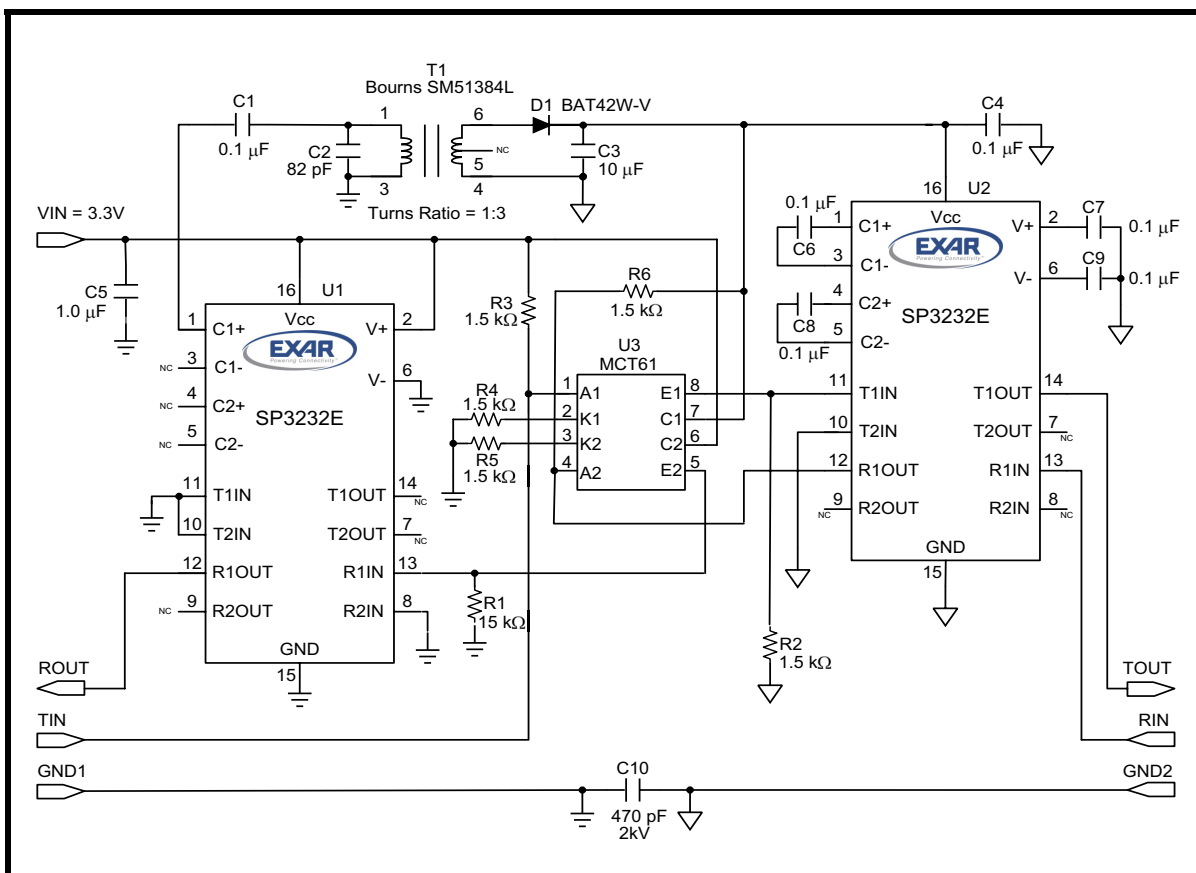 T1
Bourns SM51384L
C1
0.1 μF
1
C2
82 pF
3
6
NC
5
4
D1 BAT42W-V
C3
10 μF
C4
0.1 μF
Turns Ratio = 1:3
VIN = 3.3V
C5
1.0 μF
16
U1
Vcc
EXAR
Powering Connectivity™
SP3232E
1 C1+
NC 3 C1-
NC 4 C2+
NC 5 C2-
11 T1IN
10 T2IN
12 R1OUT
NC 9 R2OUT
V+ 2
V- 6
T1OUT 14 NC
T2OUT 7 NC
R1IN 13
R2IN 8
GND
15
R3
1.5 kΩ
R6
1.5 kΩ
U3
MCT61
R4
1.5 kΩ
R5
1.5 kΩ
1 A1
2 K1
3 K2
4 A2
E1 8
C1 7
C2 6
E2 5
R1
15 kΩ
R2
1.5 kΩ
16
U2
Vcc
EXAR
Powering Connectivity™
SP3232E
0.1 μF
C6
1 C1+
3 C1-
4 C2+
5 C2-
C8
0.1 μF
11 T1IN
10 T2IN
12 R1OUT
NC 9 R2OUT
V+ 2
C7
0.1 μF
V- 6
C9
0.1 μF
T1OUT 14
T2OUT 7 NC
R1IN 13
R2IN 8 NC
GND
15
ROUT
TOUT
TIN
RIN
GND1
GND2
C10
470 pF
2kV